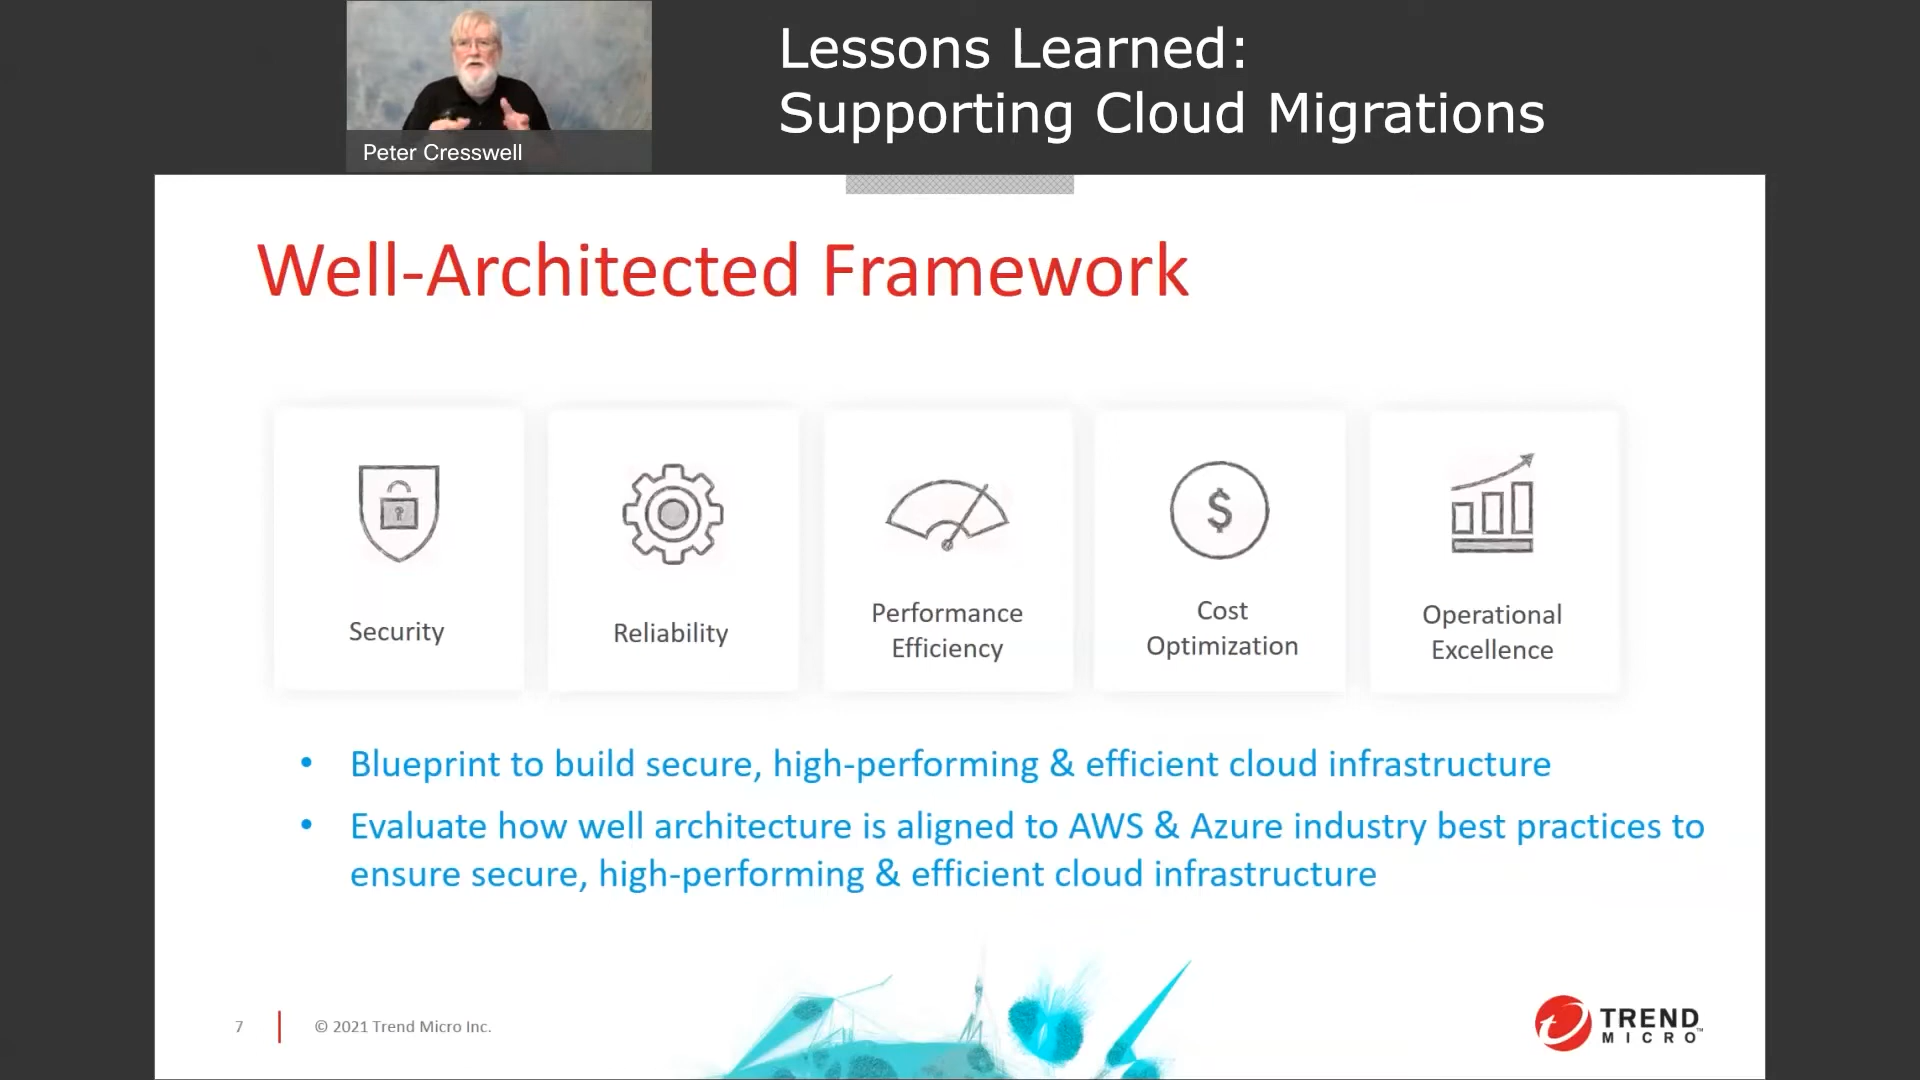 Lessons Learned:
Supporting Cloud Migrations
Peter Cresswell
Well-Architected Framework
$
Security
Reliability
Performance
Efficiency
Cost
Optimization
Operational
Excellence
• Blueprint to build secure, high-performing & efficient cloud infrastructure
• Evaluate how well architecture is aligned to AWS & Azure industry best practices to
ensure secure, high-performing & efficient cloud infrastructure
7
© 2021 Trend Micro Inc.
TREND
MICRO™